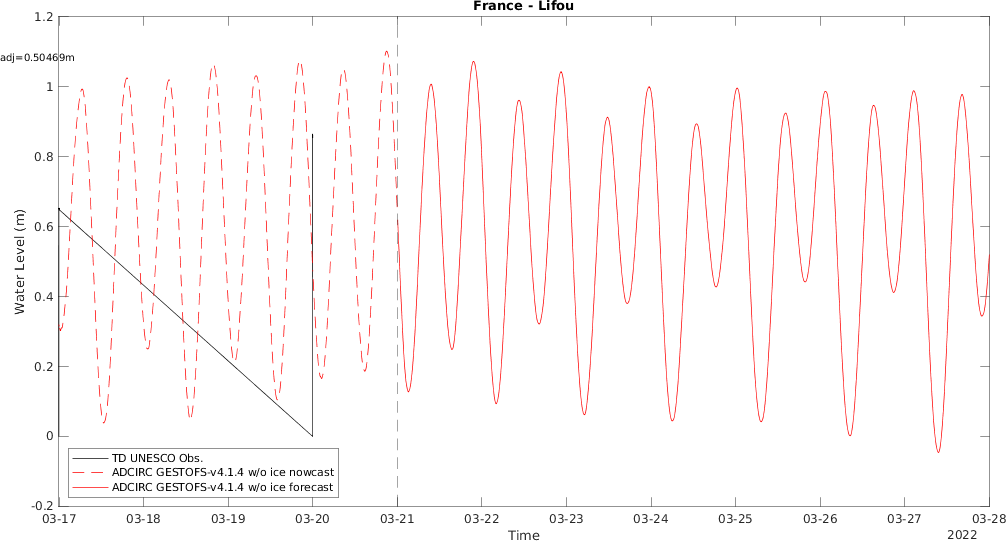 France - Lifou
adj=0.50469m
1.2
1
0.8
0.6
0.4
0.2
0
-0.2
Water Level (m)
TD UNESCO Obs.
ADCIRC GESTOFS-v4.1.4 w/o ice nowcast
ADCIRC GESTOFS-v4.1.4 w/o ice forecast
03-17 03-18 03-19 03-20 03-21 03-22 03-23 03-24 03-25 03-26 03-27 03-28
Time
2022